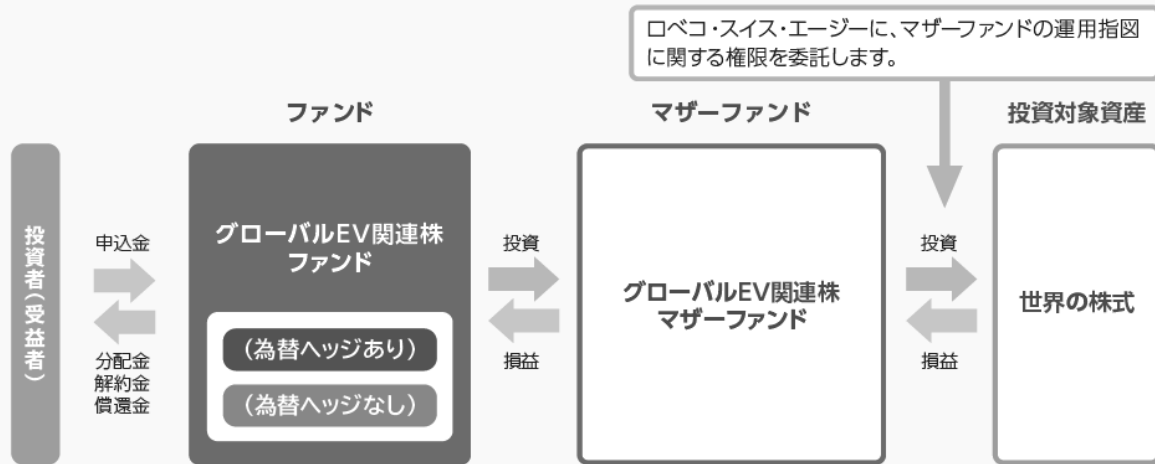 ロベコ・スイス・エージーに、マザーファンドの運用指図
に関する権限を委託します。
ファンド
マザーファンド
投資対象資産
投資者(受益者)
申込金
分配金
解約金
償還金
グローバルEV関連株
ファンド
(為替ヘッジあり)
(為替ヘッジなし)
投資
損益
グローバルEV関連株
マザーファンド
投資
損益
世界の株式